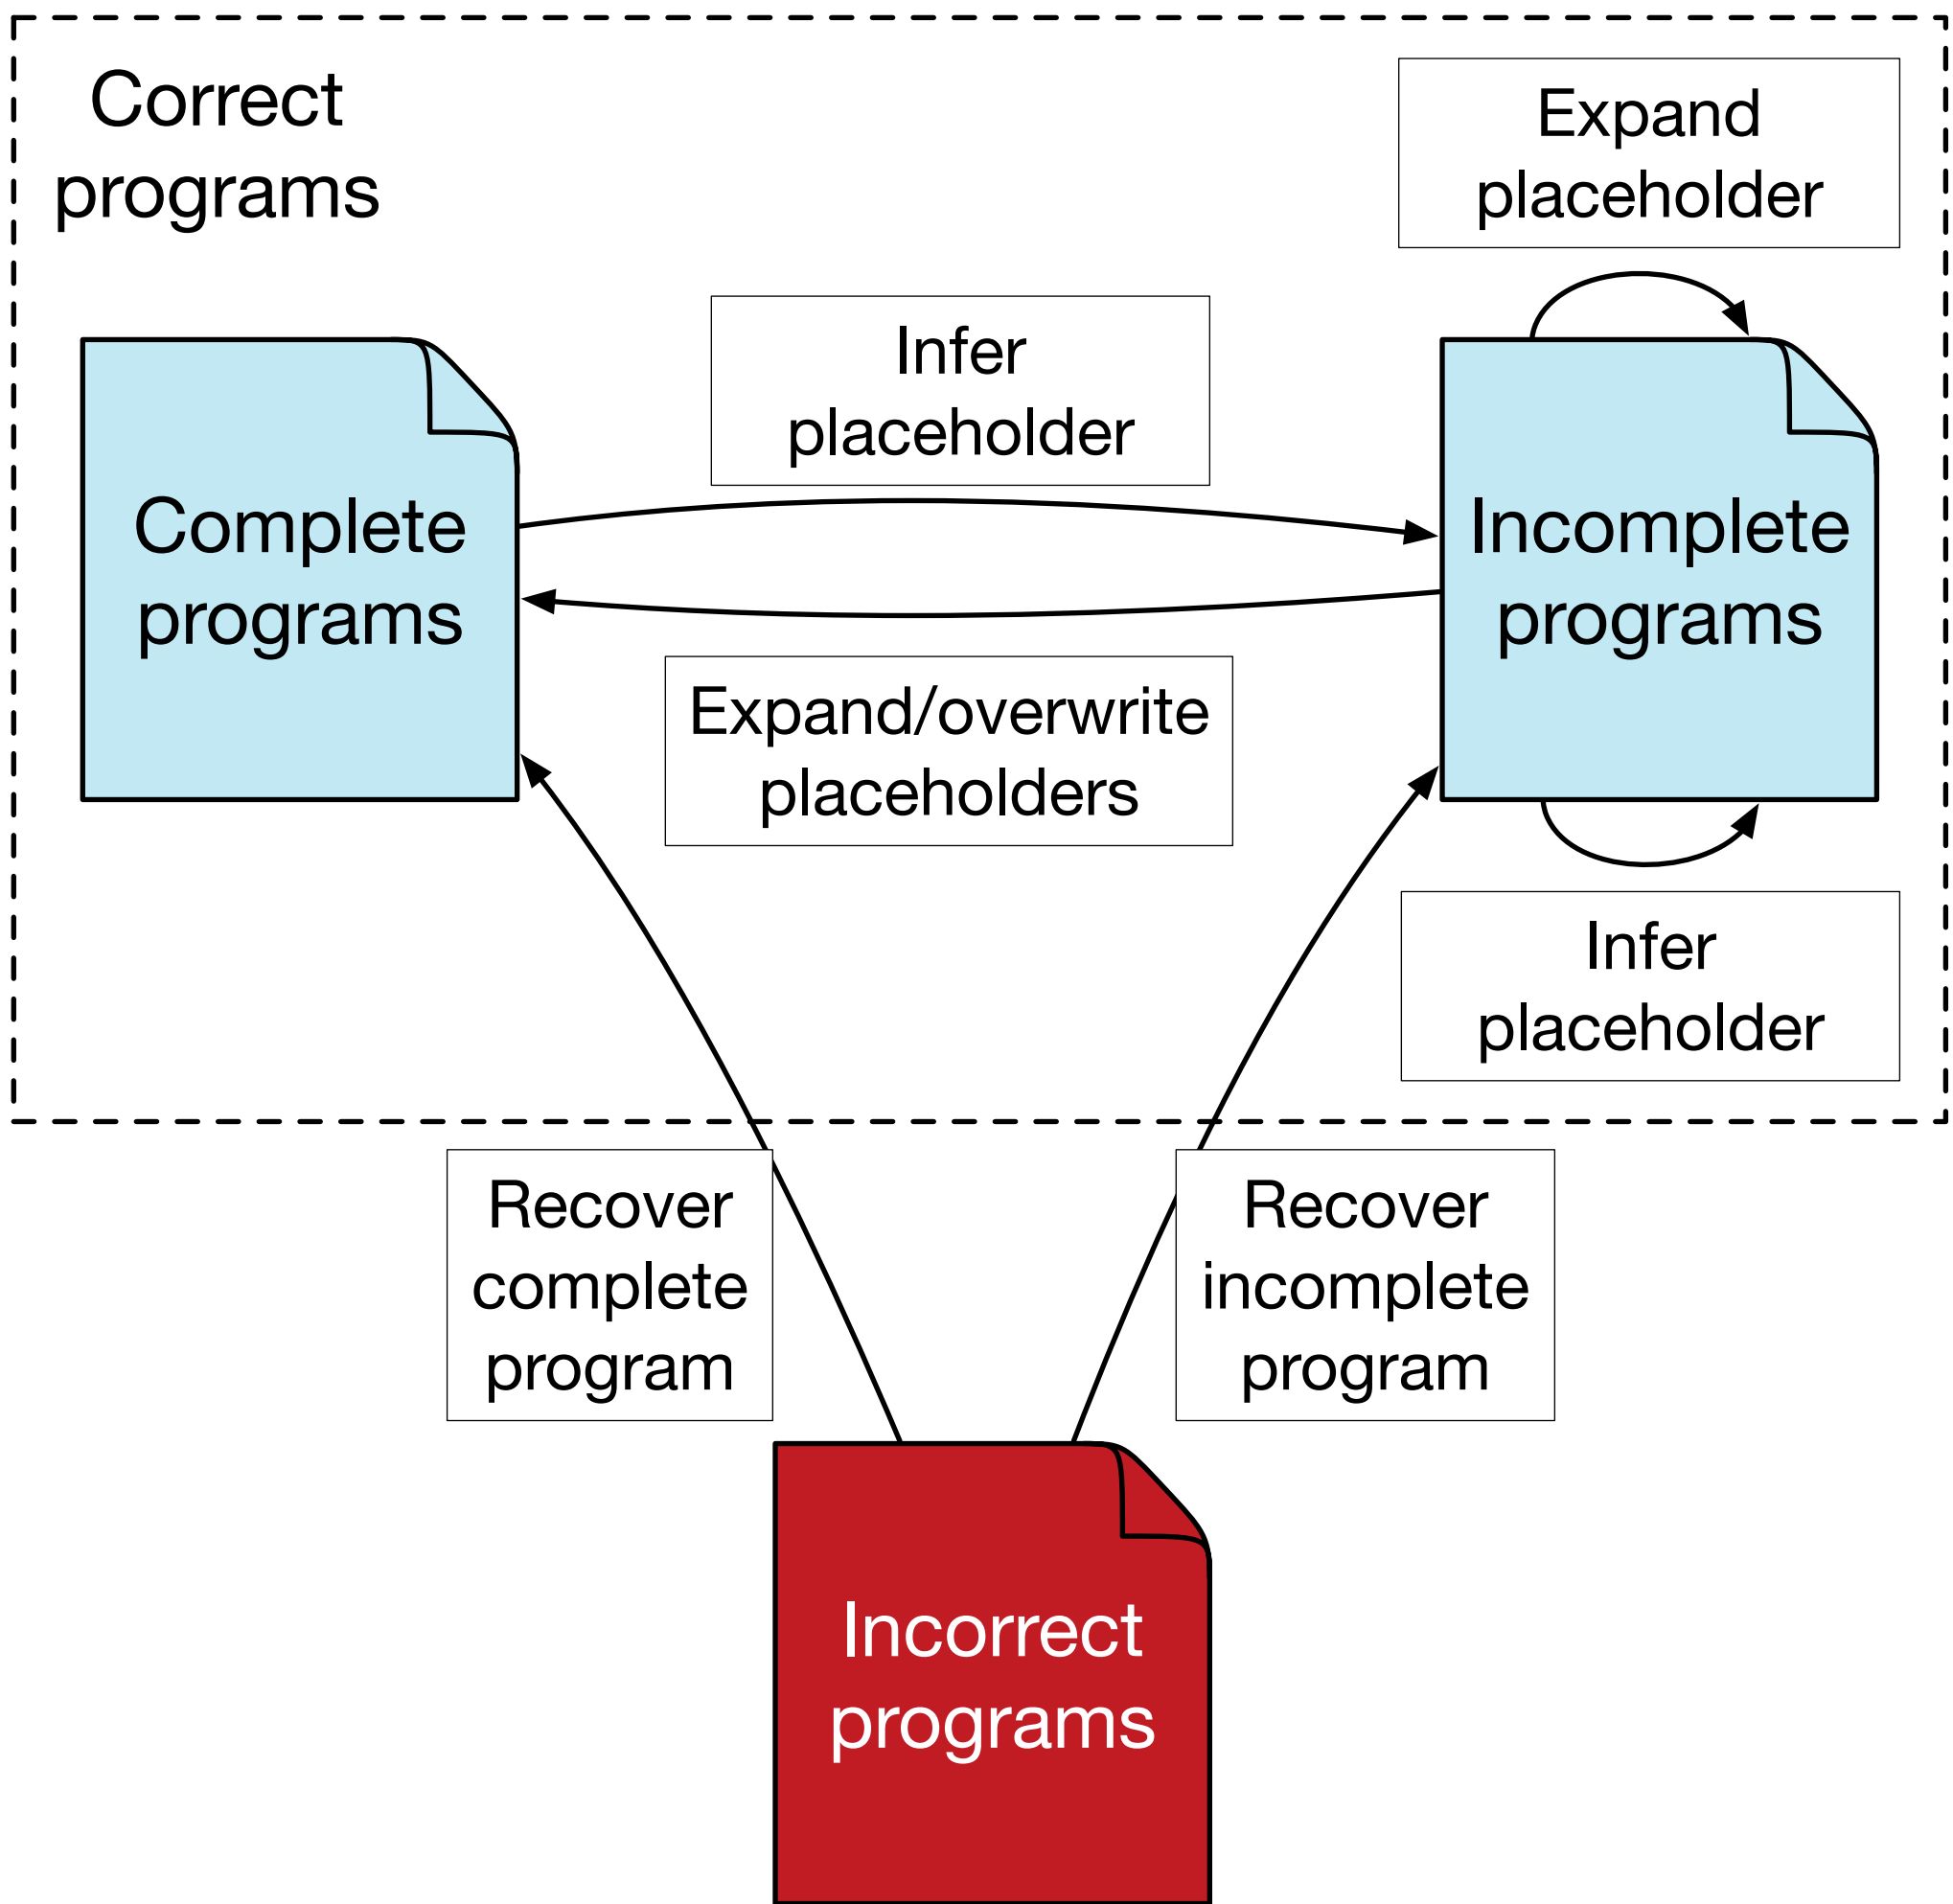 Correct
programs
Expand
placeholder
Infer
placeholder
Complete
programs
Incomplete
programs
Expand/overwrite
placeholders
Infer
placeholder
Recover
complete
program
Recover
incomplete
program
Incorrect
programs